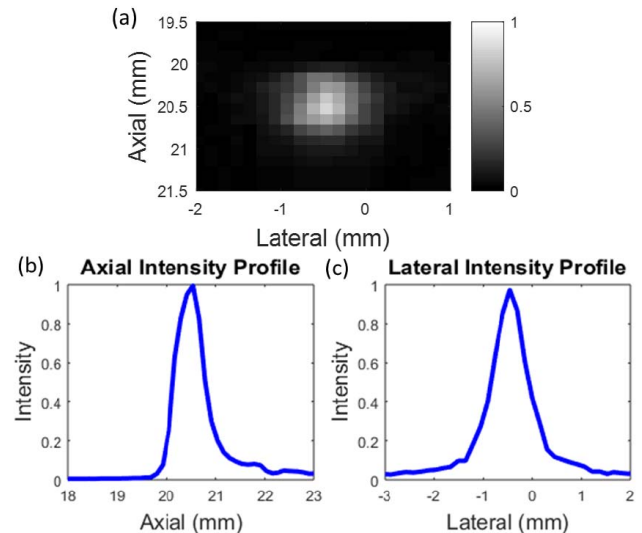 (a)
19.5
20
20.5
21
21.5
Axial (mm)
-2 -1 0 1
Lateral (mm)
1
0.5
0
(b) Axial Intensity Profile
1
0.8
0.6
0.4
0.2
0
Intensity
18 19 20 21 22 23
Axial (mm)
(c) Lateral Intensity Profile
1
0.8
0.6
0.4
0.2
0
Intensity
-3 -2 -1 0 1 2
Lateral (mm)